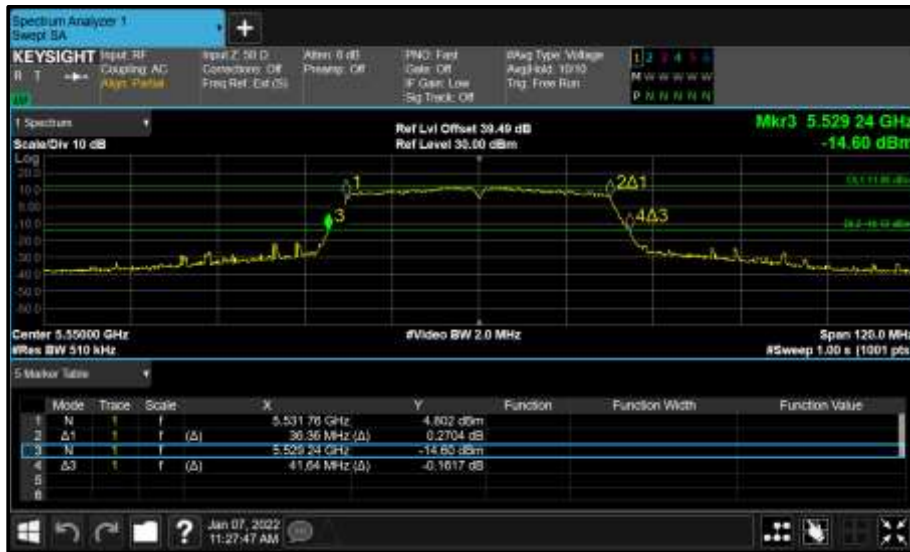 Spectrum Analyzer 1
Swept SA
+
KEYSIGHT Input: RF Input Z: 50 Ω Atten: 6 dB PNO: Fast #Avg Type: Voltage 1 2 3 4 5 6
R T Coupling: AC Corrections: Off Preamp: Off Gate: Off Avg|Hold: 10/10 M W W W W W W
Align: Partial Freq Ref: Ext (S) IF Gain: Low Trig: Free Run
Sig Track: Off P N N N N N N
1 Spectrum Ref Lvl Offset 39.49 dB Mkr3 5.529 24 GHz
Scale/Div 10 dB Ref Level 30.00 dBm -14.60 dBm
Log
20.0
10.0 1 2Δ1
0.00
-10.0 3 4Δ3
-20.0
-30.0
-40.0
-50.0
Center 5.55000 GHz #Video BW 2.0 MHz Span 120.0 MHz
#Res BW 510 kHz #Sweep 1.00 s (1001 pts
5 Marker Table
Mode Trace Scale X Y Function Function Width Function Value
1 N 1 f 5.531 76 GHz 4.802 dBm
2 Δ1 1 f (Δ) 36.36 MHz (Δ) 0.2704 dB
3 N 1 f 5.529 24 GHz -14.60 dBm
4 Δ3 1 f (Δ) 41.64 MHz (Δ) -0.1617 dB
5
6
? Jan 07, 2022
11:27:47 AM